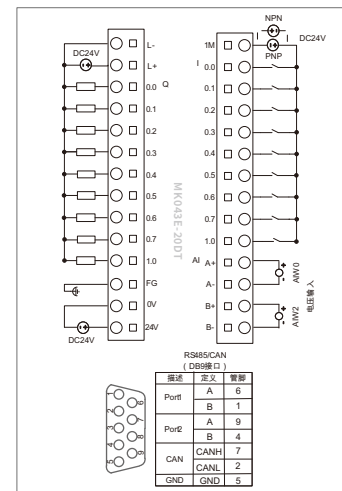 NPN
DC24V
PNP
DC24V
L-
L+
0.0 Q
0.1
0.2
0.3
0.4
0.5
0.6
0.7
1.0
FG
0V
24V
DC24V
MK043E-20DT
1M
I 0.0
0.1
0.2
0.3
0.4
0.5
0.6
0.7
1.0
AI A+
A-
B+
B-
AIW0
AIW2
电压输入
RS485/CAN
(DB9接口)
描述 定义 管脚
Port1 A 6
B 1
Port2 A 9
B 4
CAN CANH 7
CANL 2
GND GND 5
1
2
3
4
5
6
7
8
9